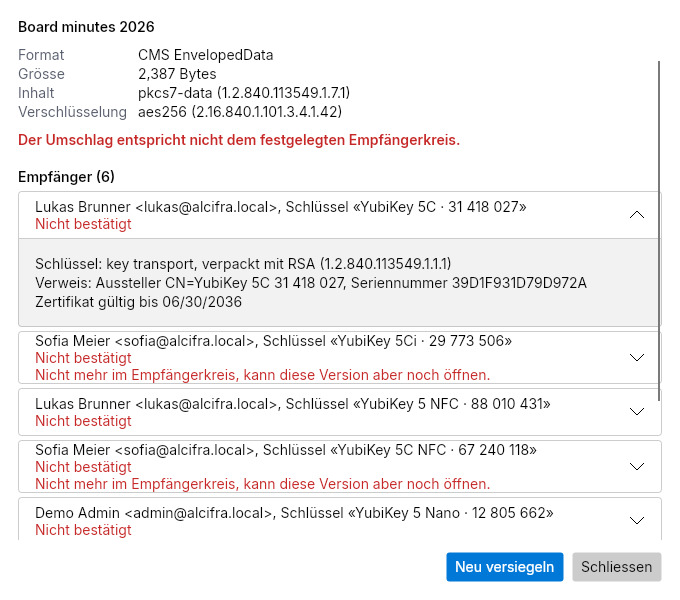 Board minutes 2026
Format CMS EnvelopedData
Grösse 2,387 Bytes
Inhalt pkcs7-data (1.2.840.113549.1.7.1)
Verschlüsselung aes256 (2.16.840.1.101.3.4.1.42)
Der Umschlag entspricht nicht dem festgelegten Empfängerkreis.
Empfänger (6)
Lukas Brunner <lukas@alcifra.local>, Schlüssel «YubiKey 5C · 31 418 027»
Nicht bestätigt
Schlüssel: key transport, verpackt mit RSA (1.2.840.113549.1.1.1)
Verweis: Aussteller CN=YubiKey 5C 31 418 027, Seriennummer 39D1F931D79D972A
Zertifikat gültig bis 06/30/2036
Sofia Meier <sofia@alcifra.local>, Schlüssel «YubiKey 5Ci · 29 773 506»
Nicht bestätigt
Nicht mehr im Empfängerkreis, kann diese Version aber noch öffnen.
Lukas Brunner <lukas@alcifra.local>, Schlüssel «YubiKey 5 NFC · 88 010 431»
Nicht bestätigt
Sofia Meier <sofia@alcifra.local>, Schlüssel «YubiKey 5C NFC · 67 240 118»
Nicht bestätigt
Nicht mehr im Empfängerkreis, kann diese Version aber noch öffnen.
Demo Admin <admin@alcifra.local>, Schlüssel «YubiKey 5 Nano · 12 805 662»
Nicht bestätigt
Neu versiegeln Schliessen